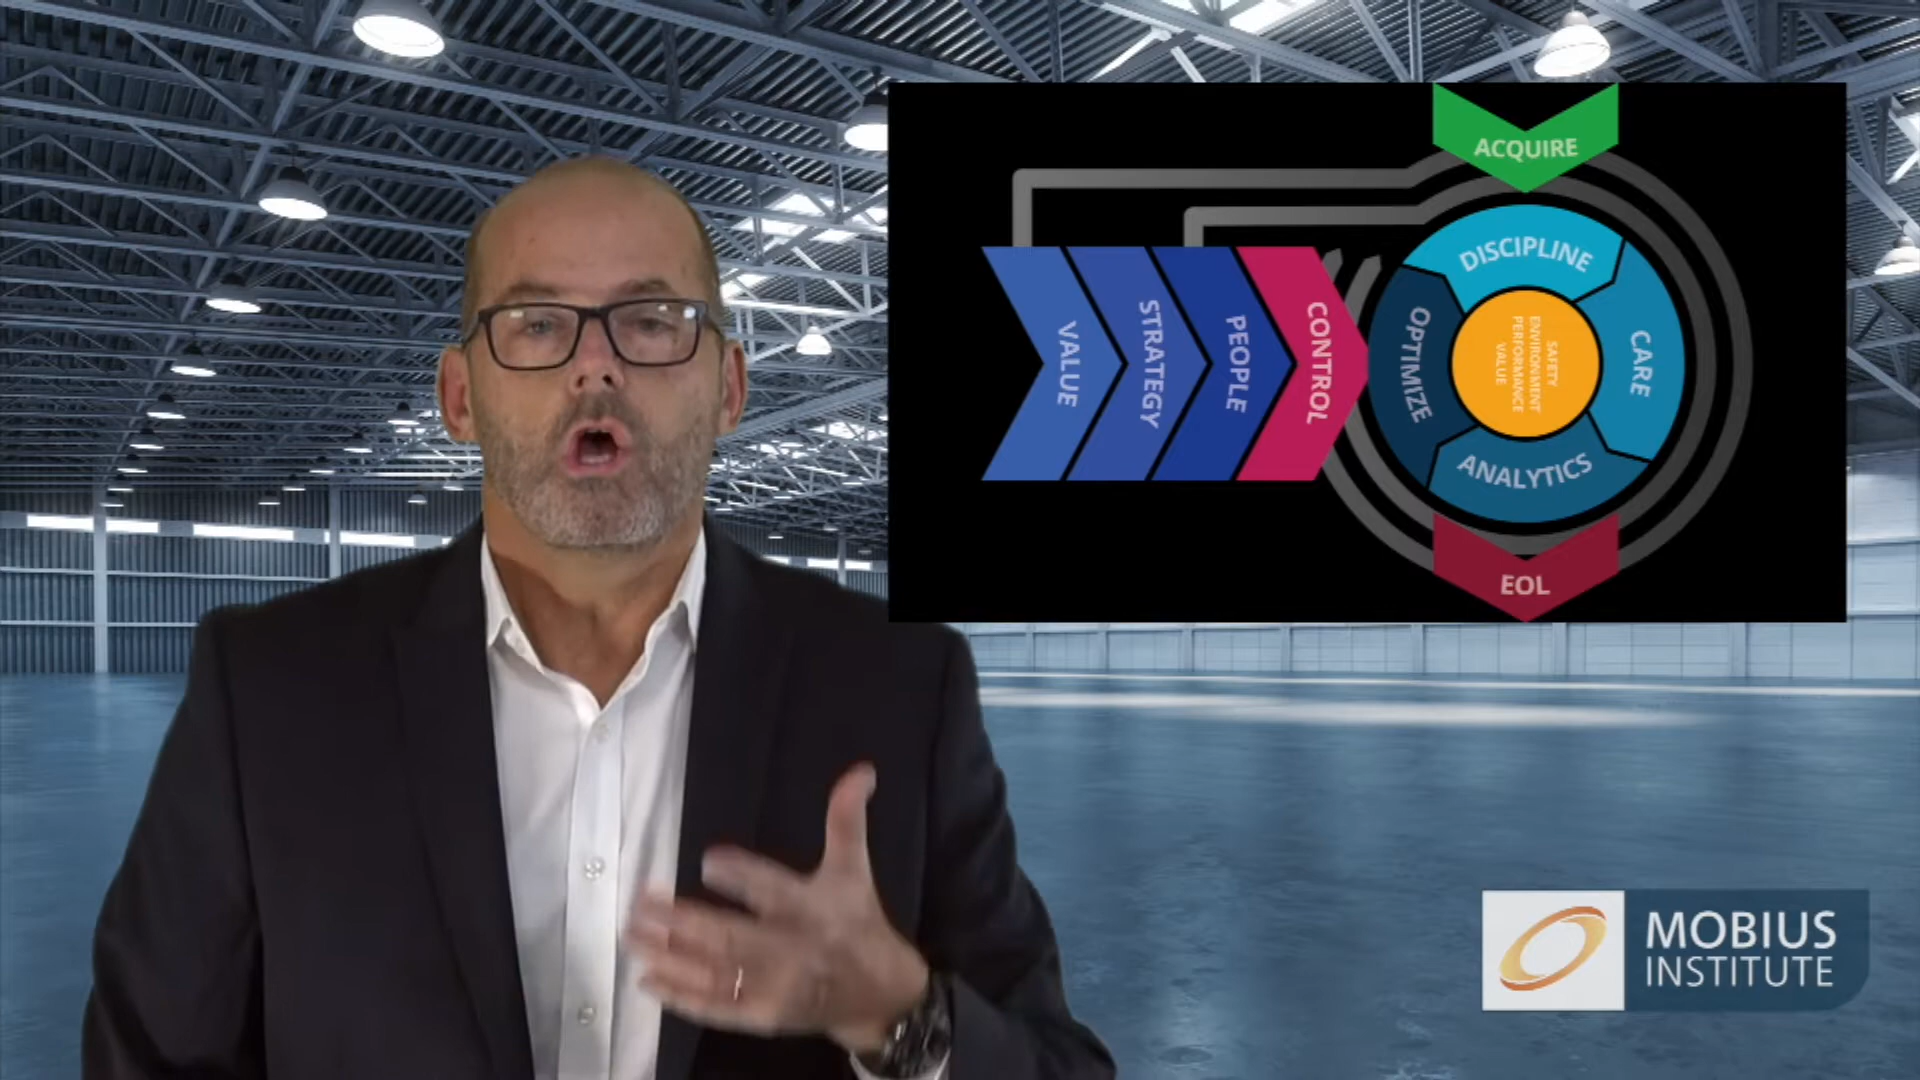 ACQUIRE
VALUE
STRATEGY
PEOPLE
CONTROL
DISCIPLINE
CARE
ANALYTICS
OPTIMIZE
SAFETY
ENVIRONMENT
PERFORMANCE
VALUE
EOL
MOBIUS
INSTITUTE